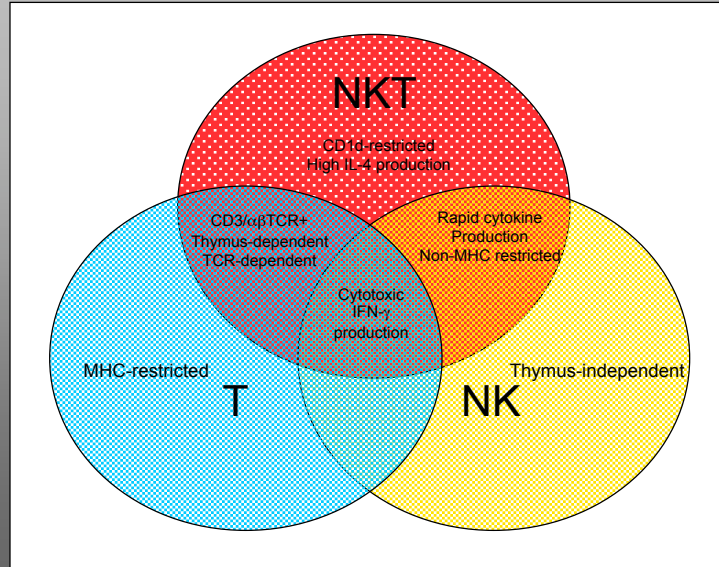 NKT
CD1d-restricted
High IL-4 production
CD3/αβTCR+
Thymus-dependent
TCR-dependent
Rapid cytokine
Production
Non-MHC restricted
Cytotoxic
IFN-γ
production
MHC-restricted
T
Thymus-independent
NK